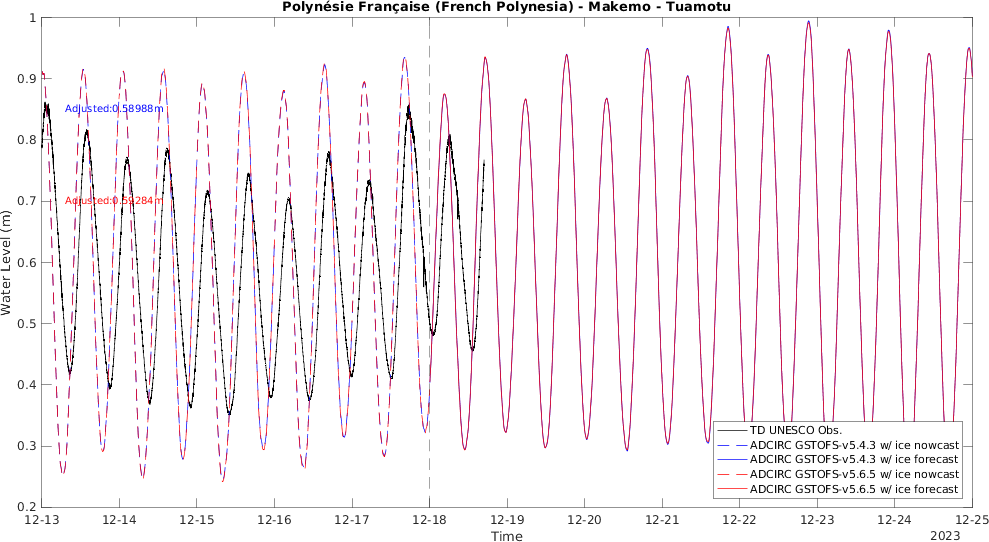 Polynésie Française (French Polynesia) - Makemo - Tuamotu
1
0.9
0.8
0.7
0.6
0.5
0.4
0.3
0.2
Water Level (m)
Adjusted:0.58988m
Adjusted:0.59284m
TD UNESCO Obs.
ADCIRC GSTOFS-v5.4.3 w/ ice nowcast
ADCIRC GSTOFS-v5.4.3 w/ ice forecast
ADCIRC GSTOFS-v5.6.5 w/ ice nowcast
ADCIRC GSTOFS-v5.6.5 w/ ice forecast
12-13 12-14 12-15 12-16 12-17 12-18 12-19 12-20 12-21 12-22 12-23 12-24 12-25
Time 2023